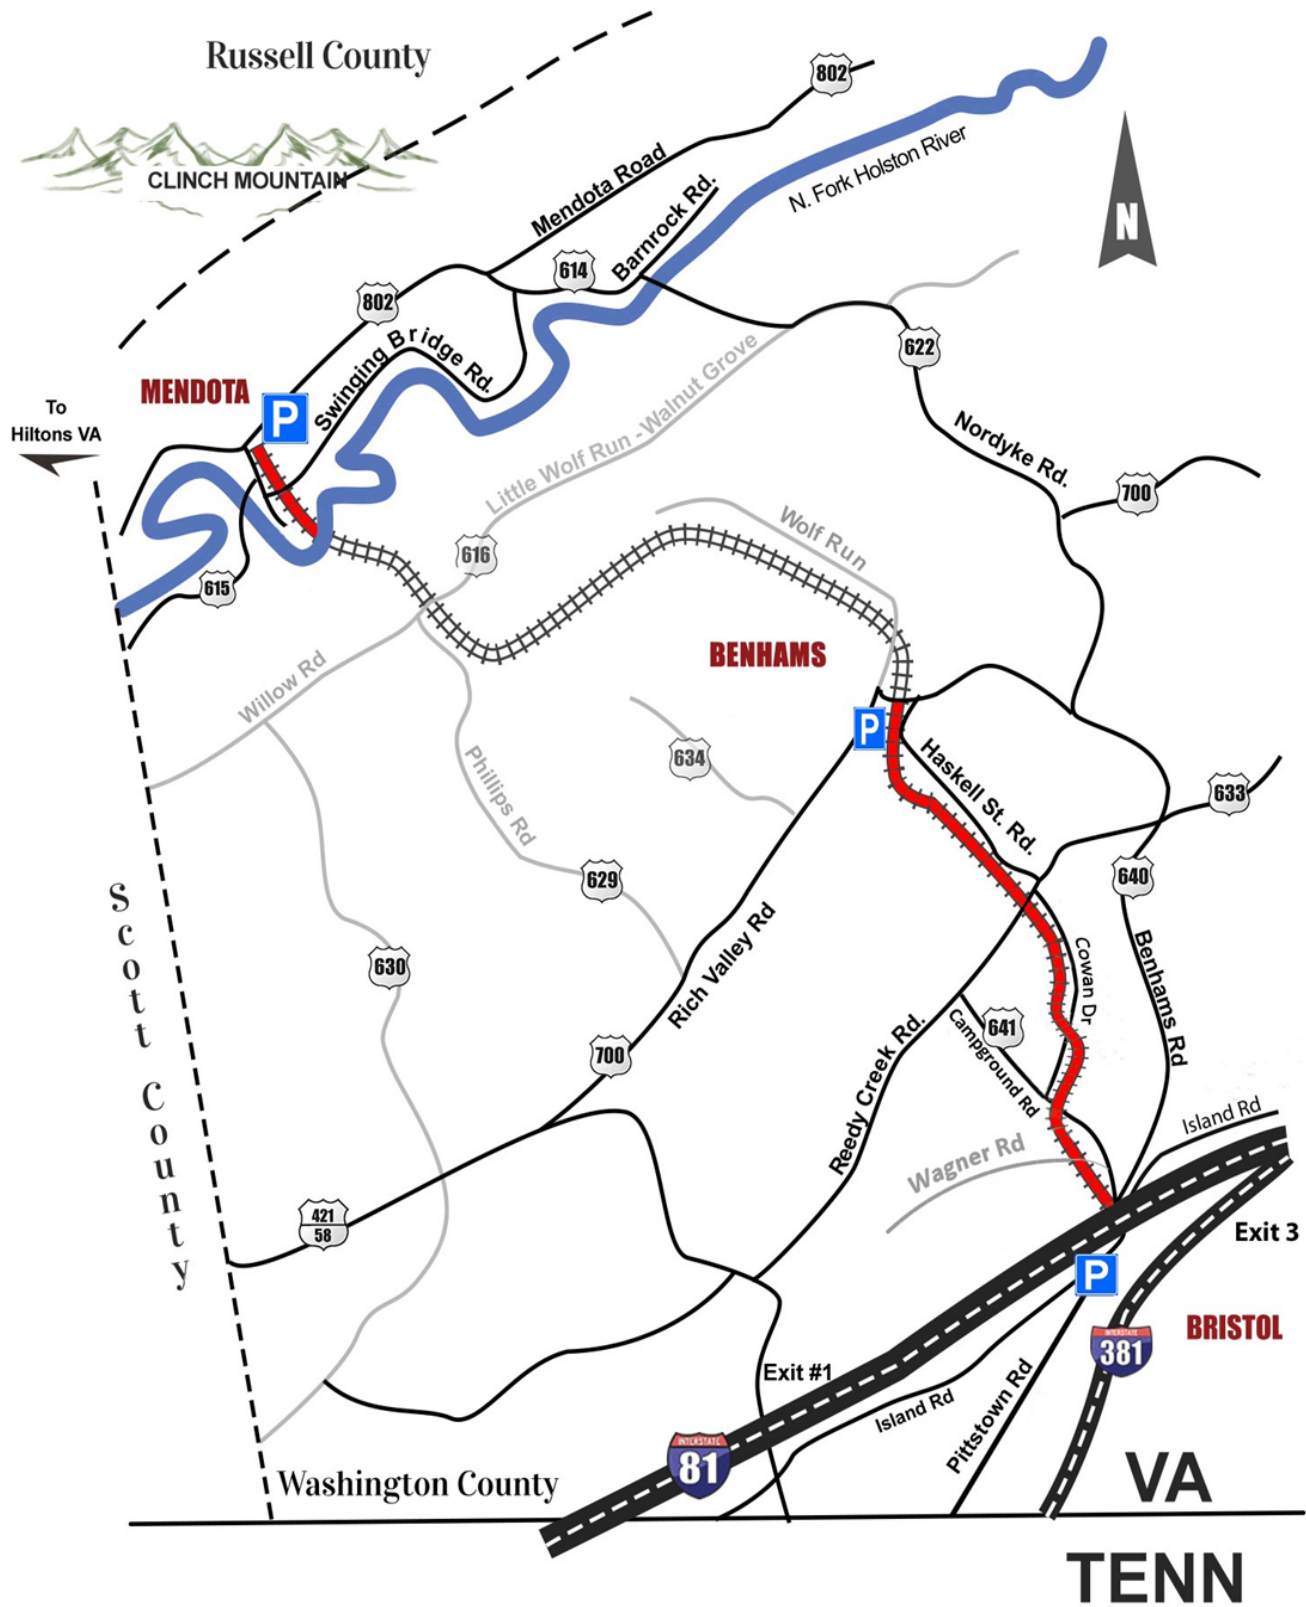 Russell County
802
CLINCH MOUNTAIN
Mendota Road
N. Fork Holston River
Barnrock Rd.
N
614
802
622
Swinging Bridge Rd.
MENDOTA
P
To
Hiltons VA
Little Wolf Run - Walnut Grove
Nordyke Rd.
700
Wolf Run
616
615
BENHAMS
Willow Rd
P
634
Haskell St. Rd.
Phillips Rd
633
629
640
Scott County
Rich Valley Rd
Cowan Dr
Benhams Rd
630
641
Campground Rd
700
Reedy Creek Rd.
Island Rd
Wagner Rd
421
58
Exit 3
P
BRISTOL
INTERSTATE
381
Exit #1
Island Rd
Pittstown Rd
INTERSTATE
81
Washington County
VA
TENN